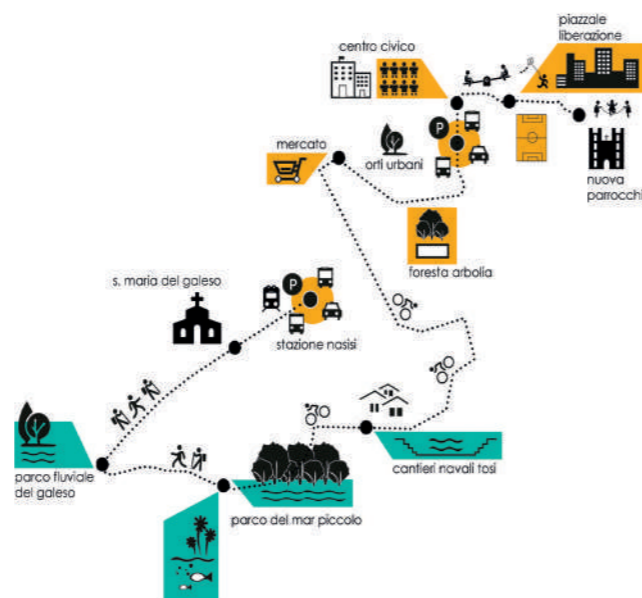 piazzale
liberazione
centro civico
mercato
orti urbani
P
nuova
parrocchi
foresta arbolia
s. maria del galeso
P
stazione nasisi
parco fluviale
del galeso
cantieri navali tosi
parco del mar piccolo